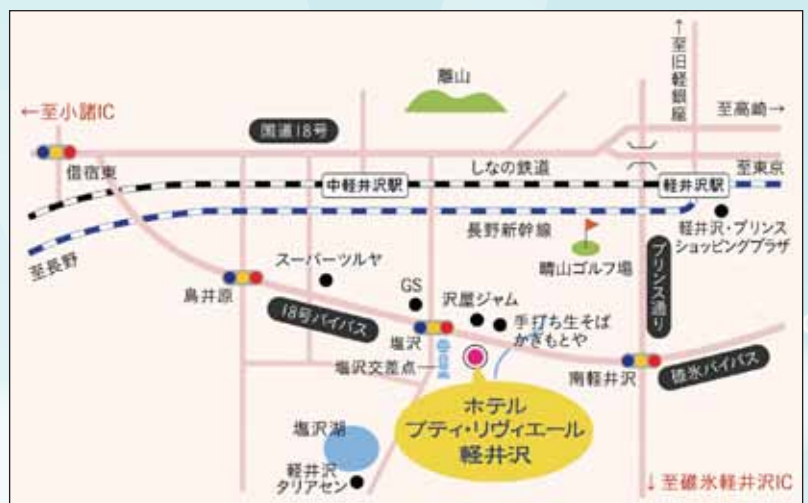 ↑至旧軽銀座
離山
至高崎→
←至小諸IC
国道18号
借宿東
中軽井沢駅
しなの鉄道
軽井沢駅
至東京
長野新幹線
軽井沢・プリンス
ショッピングプラザ
至長野
晴山ゴルフ場
プリンス通り
スーパーツルヤ
鳥井原
GS
沢屋ジャム
18号バイパス
塩沢
手打ち生そば
かぎもとや
塩沢交差点
南軽井沢
碓氷バイパス
ホテル
プティ・リヴィエール
軽井沢
塩沢湖
軽井沢
タリアセン
↓至碓氷軽井沢IC